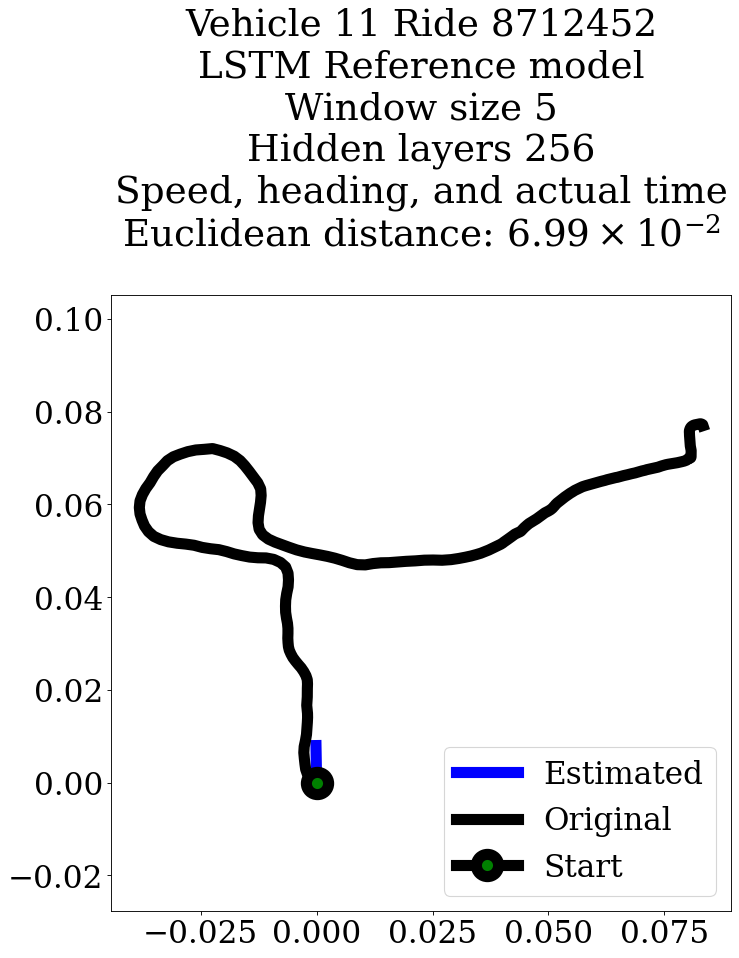 Vehicle 11 Ride 8712452
LSTM Reference model
Window size 5
Hidden layers 256
Speed, heading, and actual time
Euclidean distance: 6.99 × 10⁻²
0.10
0.08
0.06
0.04
0.02
0.00
−0.02
Estimated
Original
Start
−0.025 0.000 0.025 0.050 0.075